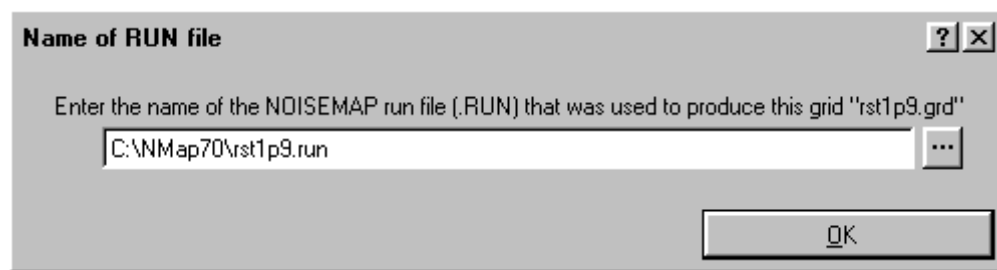 Name of RUN file
? ×
Enter the name of the NOISEMAP run file (.RUN) that was used to produce this grid "rst1p9.grd"
C:\NMap70\rst1p9.run
...
OK